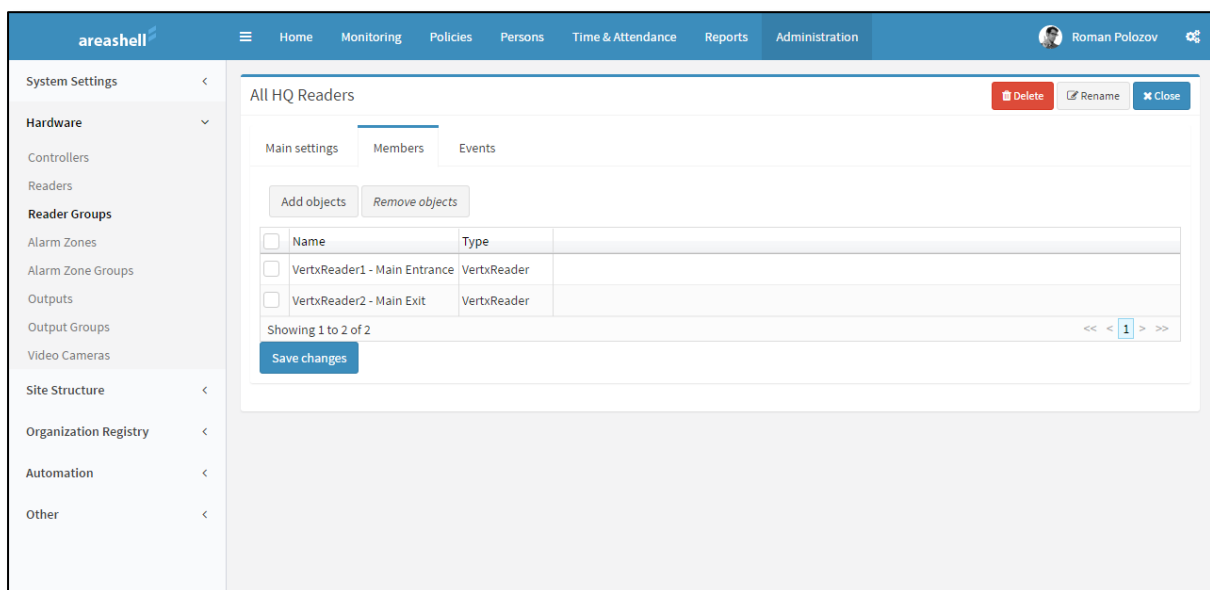 areashell
Home Monitoring Policies Persons Time & Attendance Reports Administration Roman Polozov
System Settings
Hardware
Controllers
Readers
Reader Groups
Alarm Zones
Alarm Zone Groups
Outputs
Output Groups
Video Cameras
Site Structure
Organization Registry
Automation
Other
All HQ Readers
Delete Rename Close
Main settings Members Events
Add objects Remove objects
Name Type
VertxReader1 - Main Entrance VertxReader
VertxReader2 - Main Exit VertxReader
Showing 1 to 2 of 2 << < 1 > >>
Save changes